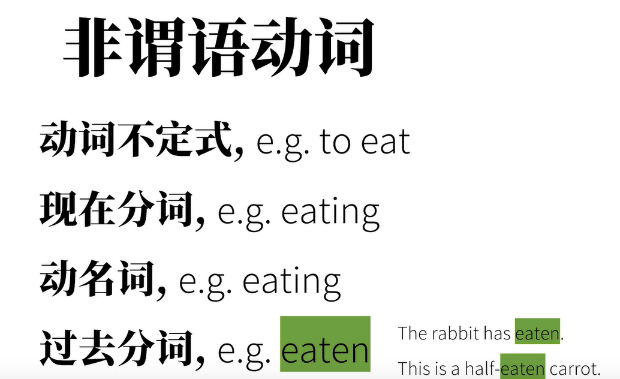 非谓语动词
动词不定式, e.g. to eat
现在分词, e.g. eating
动名词, e.g. eating
过去分词, e.g. eaten
The rabbit has eaten.
This is a half-eaten carrot.